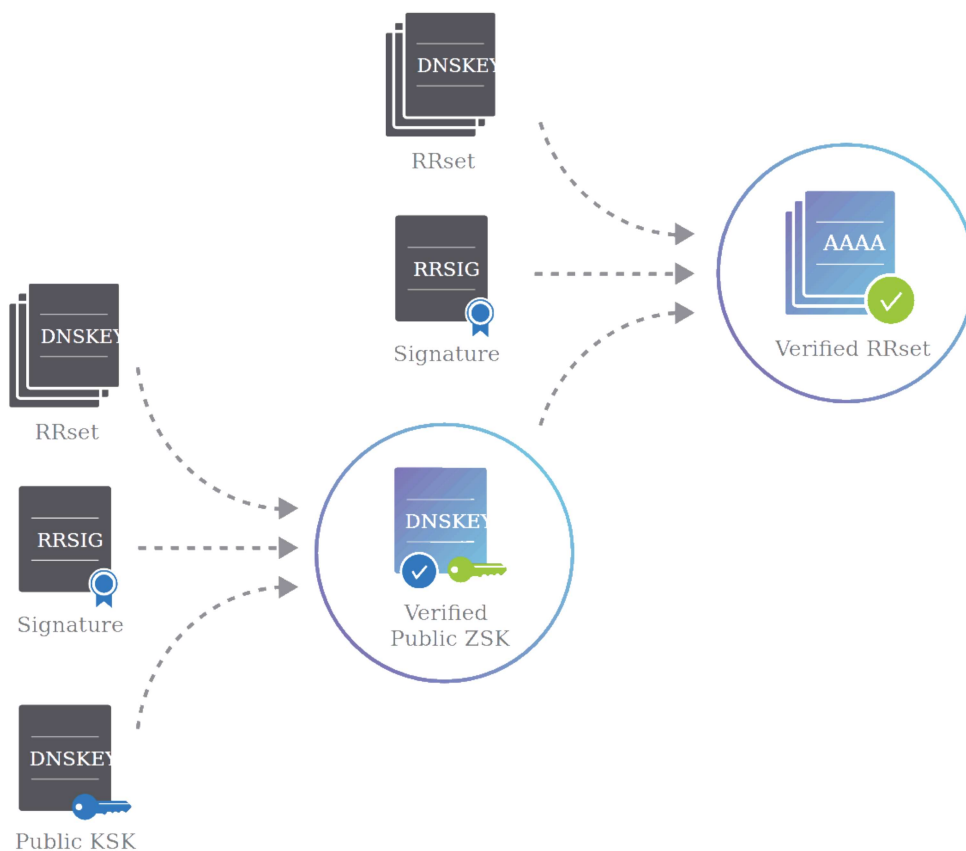 DNSKEY
RRset
RRSIG
Signature
AAAA
Verified RRset
DNSKEY
RRset
RRSIG
Signature
DNSKEY
Public KSK
DNSKEY
Verified
Public ZSK